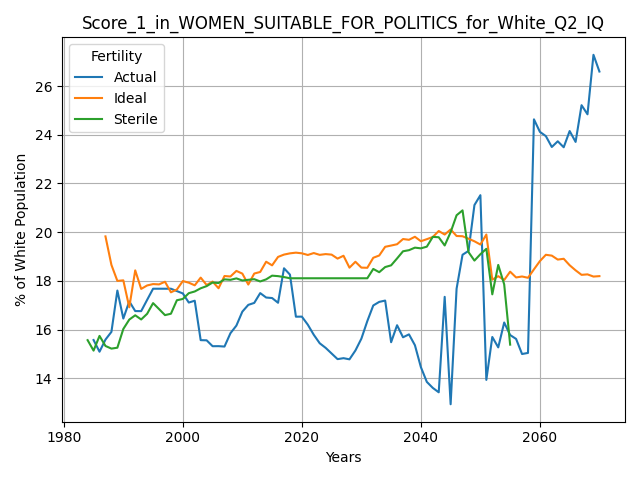 Score_1_in_WOMEN_SUITABLE_FOR_POLITICS_for_White_Q2_IQ
Fertility
Actual
Ideal
Sterile
% of White Population
26
24
22
20
18
16
14
1980
2000
2020
2040
2060
Years